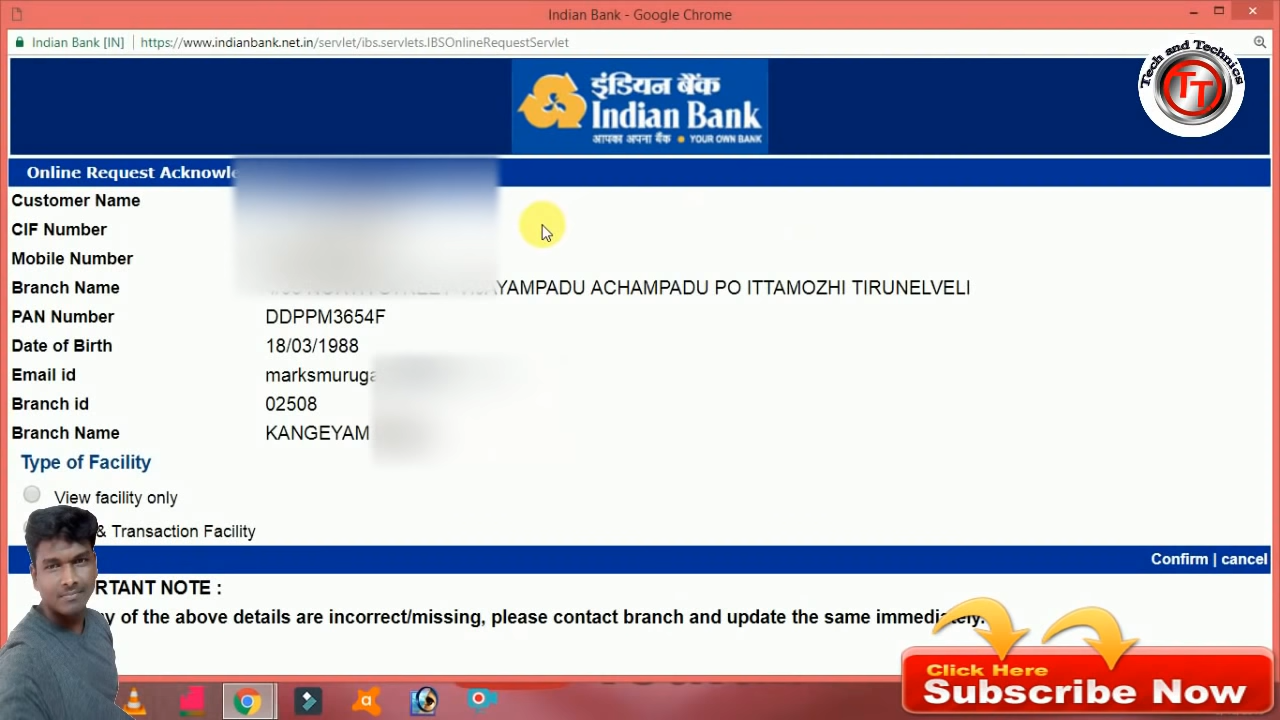 Indian Bank - Google Chrome
Indian Bank [IN] https://www.indianbank.net.in/servlet/ibs.servlets.IBSOnlineRequestServlet
Tech and Technics
TT
इंडियन बैंक
Indian Bank
आपका अपना बैंक • YOUR OWN BANK
Online Request Acknowle
Customer Name
CIF Number
Mobile Number
Branch Name YAMPADU ACHAMPADU PO ITTAMOZHI TIRUNELVELI
PAN Number DDPPM3654F
Date of Birth 18/03/1988
Email id marksmuruga
Branch id 02508
Branch Name KANGEYAM
Type of Facility
View facility only
& Transaction Facility
Confirm | cancel
RTANT NOTE :
y of the above details are incorrect/missing, please contact branch and update the same immediately.
Click Here
Subscribe Now